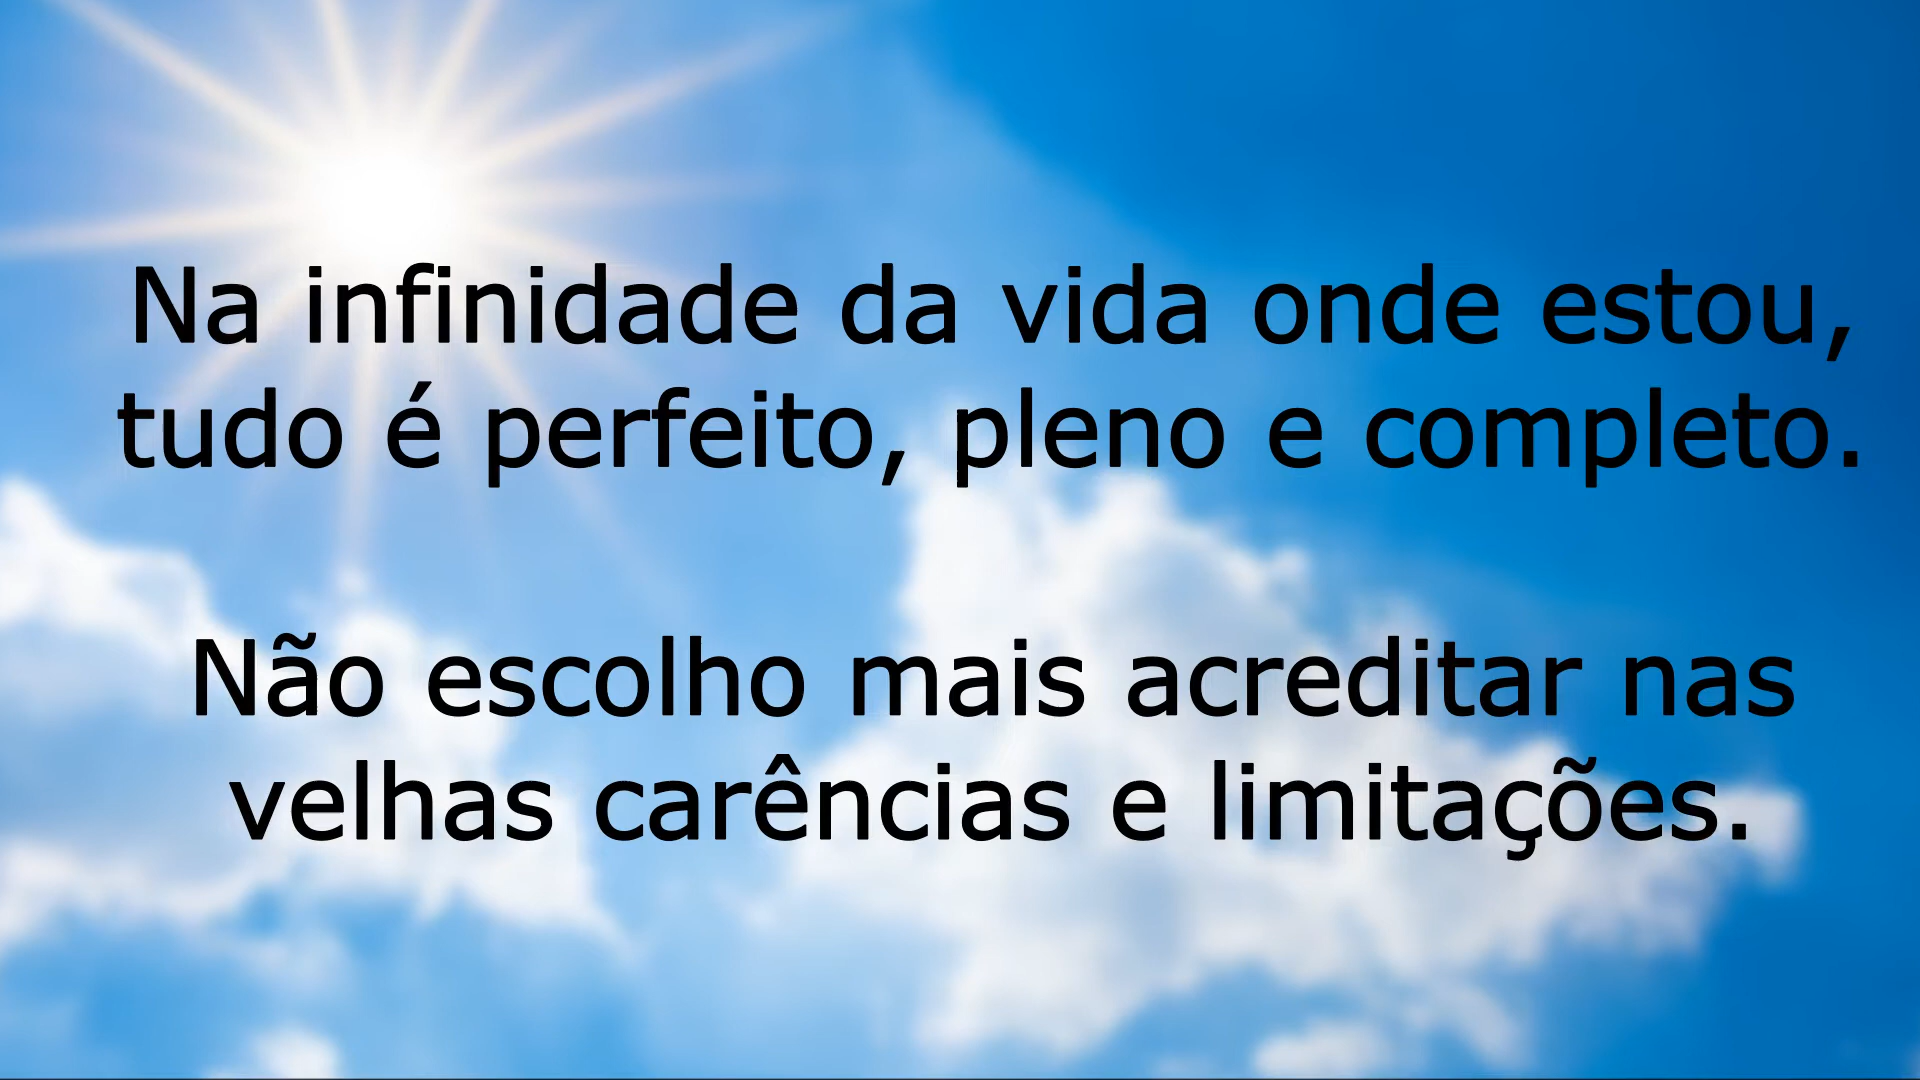 Na infinidade da vida onde estou,
tudo é perfeito, pleno e completo.
Não escolho mais acreditar nas
velhas carências e limitações.